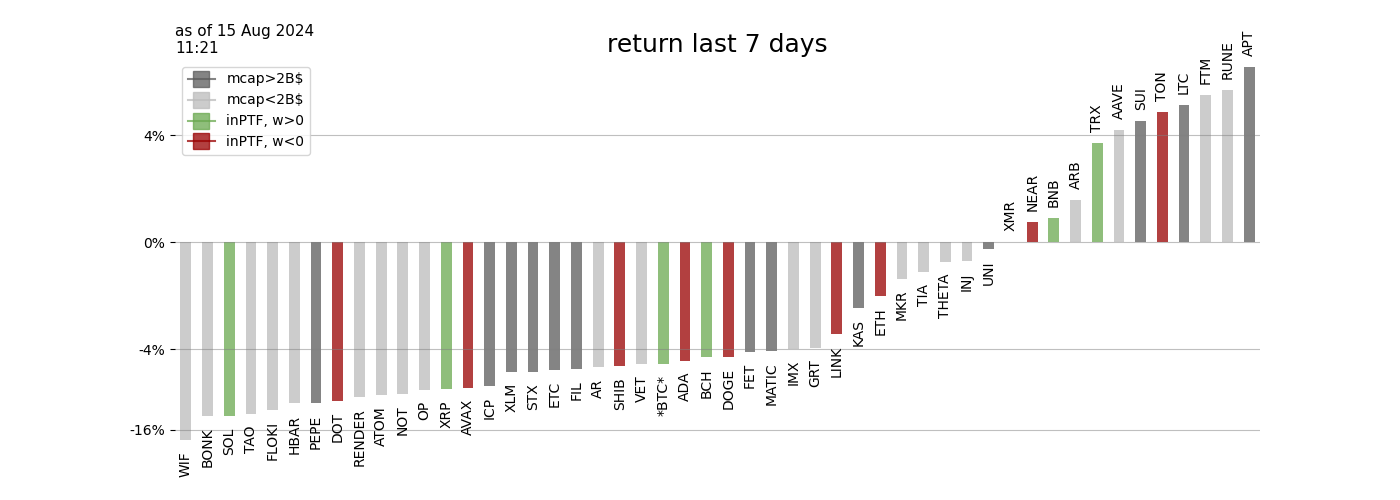 as of 15 Aug 2024
11:21
return last 7 days
mcap>2B$
mcap<2B$
inPTF, w>0
inPTF, w<0
4%
0%
-4%
-16%
WIF
BONK
SOL
TAO
FLOKI
HBAR
PEPE
DOT
RENDER
ATOM
NOT
OP
XRP
AVAX
ICP
XLM
STX
ETC
FIL
AR
SHIB
VET
*BTC*
ADA
BCH
DOGE
FET
MATIC
IMX
GRT
LINK
KAS
ETH
MKR
TIA
THETA
INJ
UNI
XMR
NEAR
BNB
ARB
TRX
AAVE
SUI
TON
LTC
FTM
RUNE
APT